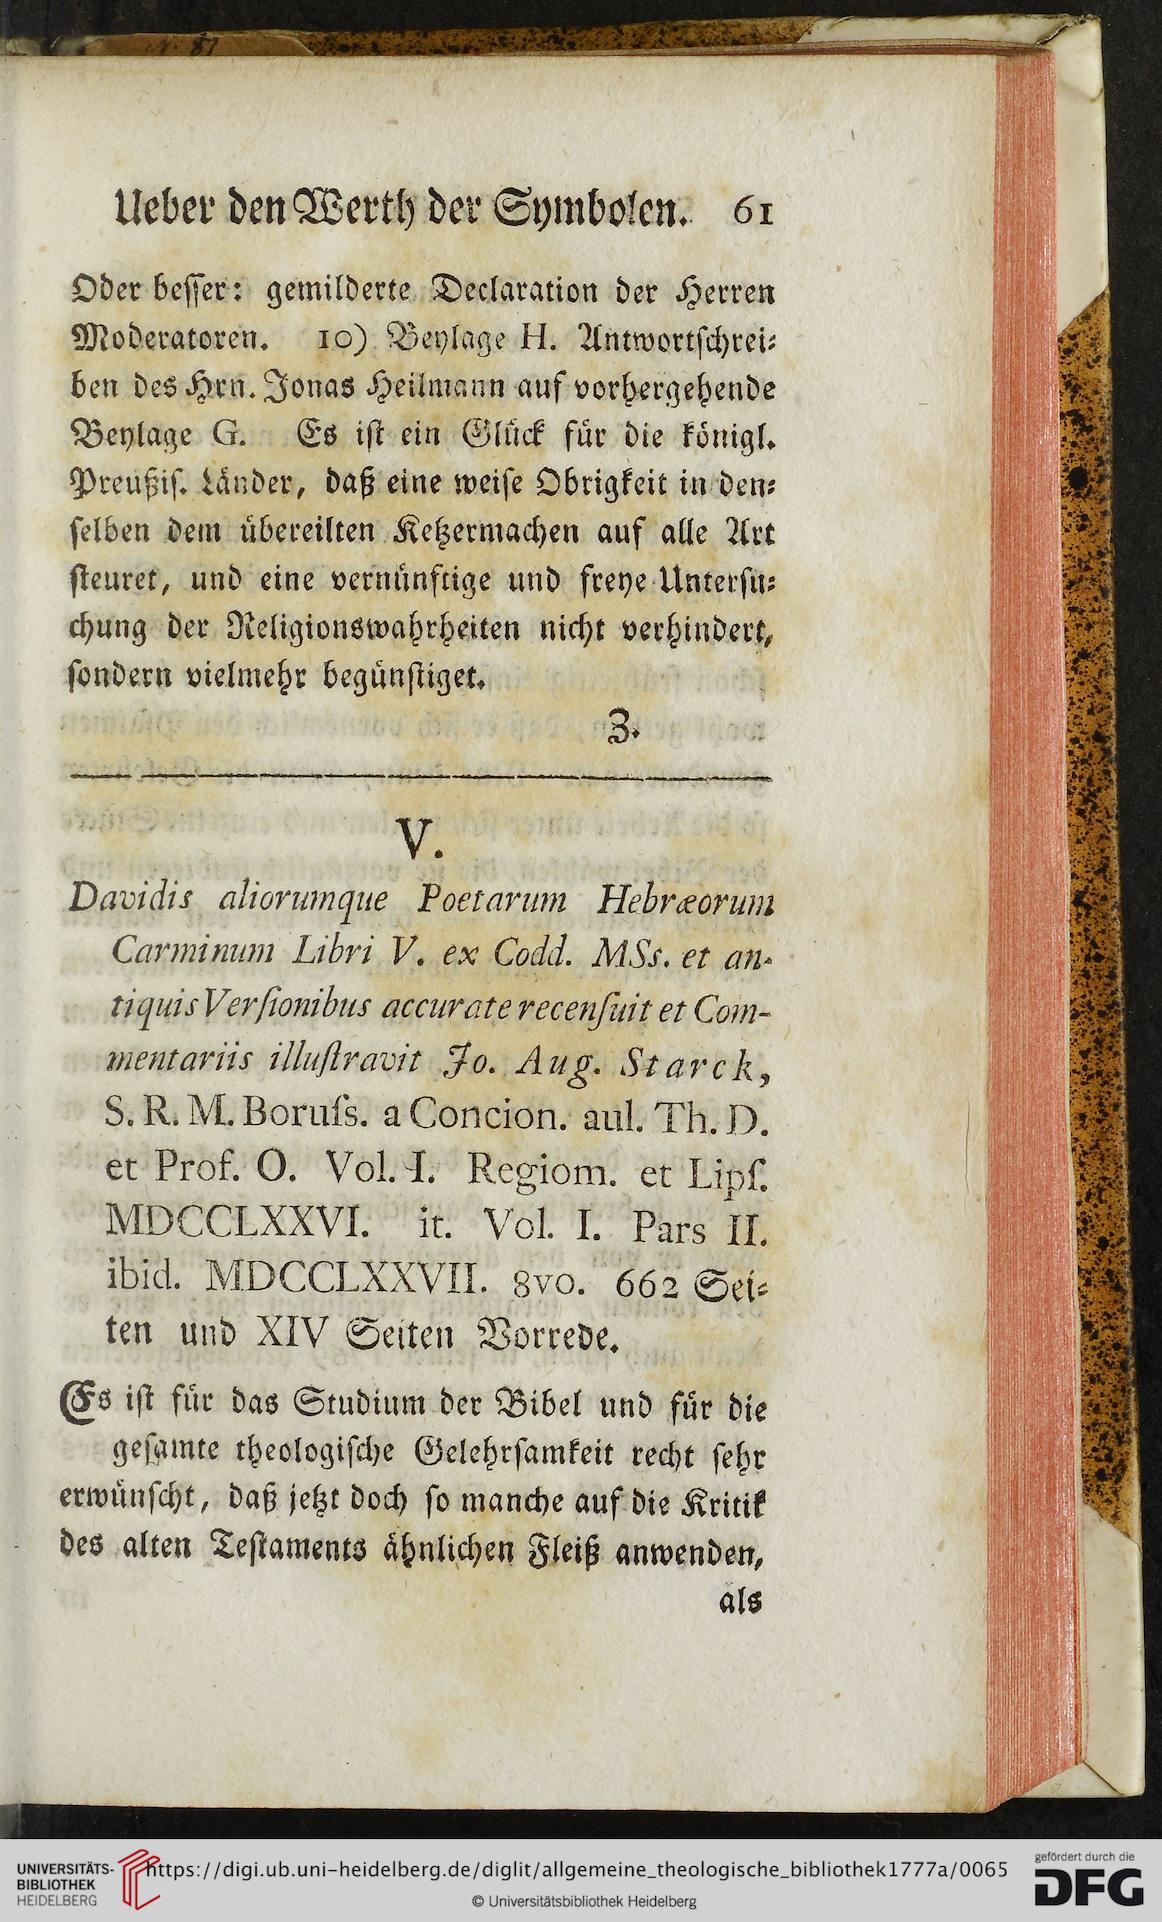 Ueber den Werth der Symbolen. 61
Oder besser: gemilderte Declaration der Herren
Moderatoren. 10) Beylage H. Antwortschrei-
ben des Hrn. Jonas Heilmann auf vorhergehende
Beylage G. Es ist ein Glück für die königl.
Preußis. Länder, daß eine weise Obrigkeit in den-
selben dem übereilten Ketzermachen auf alle Art
steuret, und eine vernünftige und freye Untersu-
chung der Religionswahrheiten nicht verhindert,
sondern vielmehr begünstiget.
Z.
V.
Davidis aliorumque Poetarum Hebræorum
Carminum Libri V. ex Codd. MSs. et an-
tiquis Verſionibus accurate recenſuit et Com-
mentariis illuſtravit Jo. Aug. Starck,
S. R. M. Boruſs. a Concion. aul. Th. D.
et Prof. O. Vol. I. Regiom. et Lipſ.
MDCCLXXVI. it. Vol. I. Pars II.
ibid. MDCCLXXVII. 8vo. 662 Sei-
ten und XIV Seiten Vorrede.
Es ist für das Studium der Bibel und für die
gesamte theologische Gelehrsamkeit recht sehr
erwünscht, daß jetzt doch so manche auf die Kritik
des alten Testaments ähnlichen Fleiß anwenden,
als
UNIVERSITÄTS-
BIBLIOTHEK
HEIDELBERG
https://digi.ub.uni-heidelberg.de/diglit/allgemeine_theologische_bibliothek1777a/0065
© Universitätsbibliothek Heidelberg
gefördert durch die
DFG